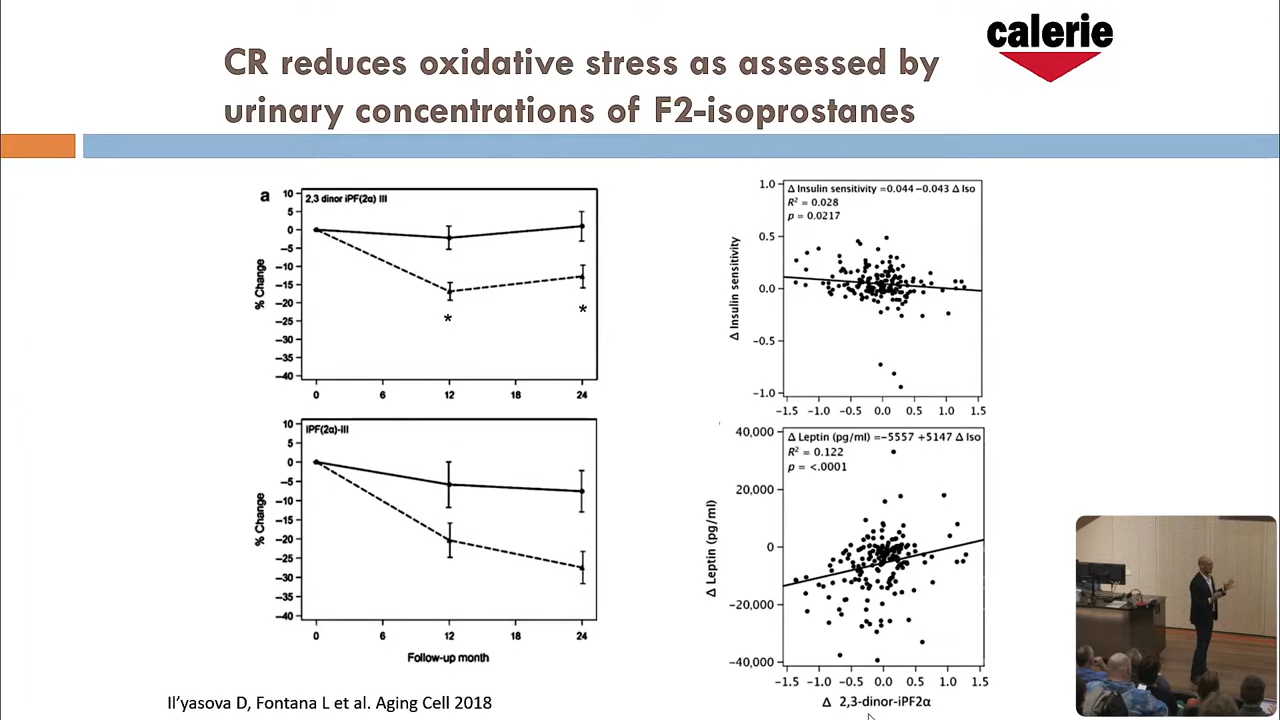 calerie
CR reduces oxidative stress as assessed by
urinary concentrations of F2-isoprostanes
a
2,3 dinor iPF(2α) III
% Change
10
5
0
−5
−10
−15
−20
−25
−30
−35
−40
*
*
0 6 12 18 24
iPF(2α)-III
% Change
10
5
0
−5
−10
−15
−20
−25
−30
−35
−40
0 6 12 18 24
Follow-up month
Δ Insulin sensitivity =0.044−0.043 Δ Iso
R² = 0.028
p = 0.0217
Δ Insulin sensitivity
1.0
0.5
0.0
−0.5
−1.0
−1.5 −1.0 −0.5 0.0 0.5 1.0 1.5
Δ Leptin (pg/ml) =−5557 +5147 Δ Iso
R² = 0.122
p = <.0001
Δ Leptin (pg/ml)
40,000
20,000
0
−20,000
−40,000
−1.5 −1.0 −0.5 0.0 0.5 1.0 1.5
Δ 2,3-dinor-iPF2α
Il’yasova D, Fontana L et al. Aging Cell 2018